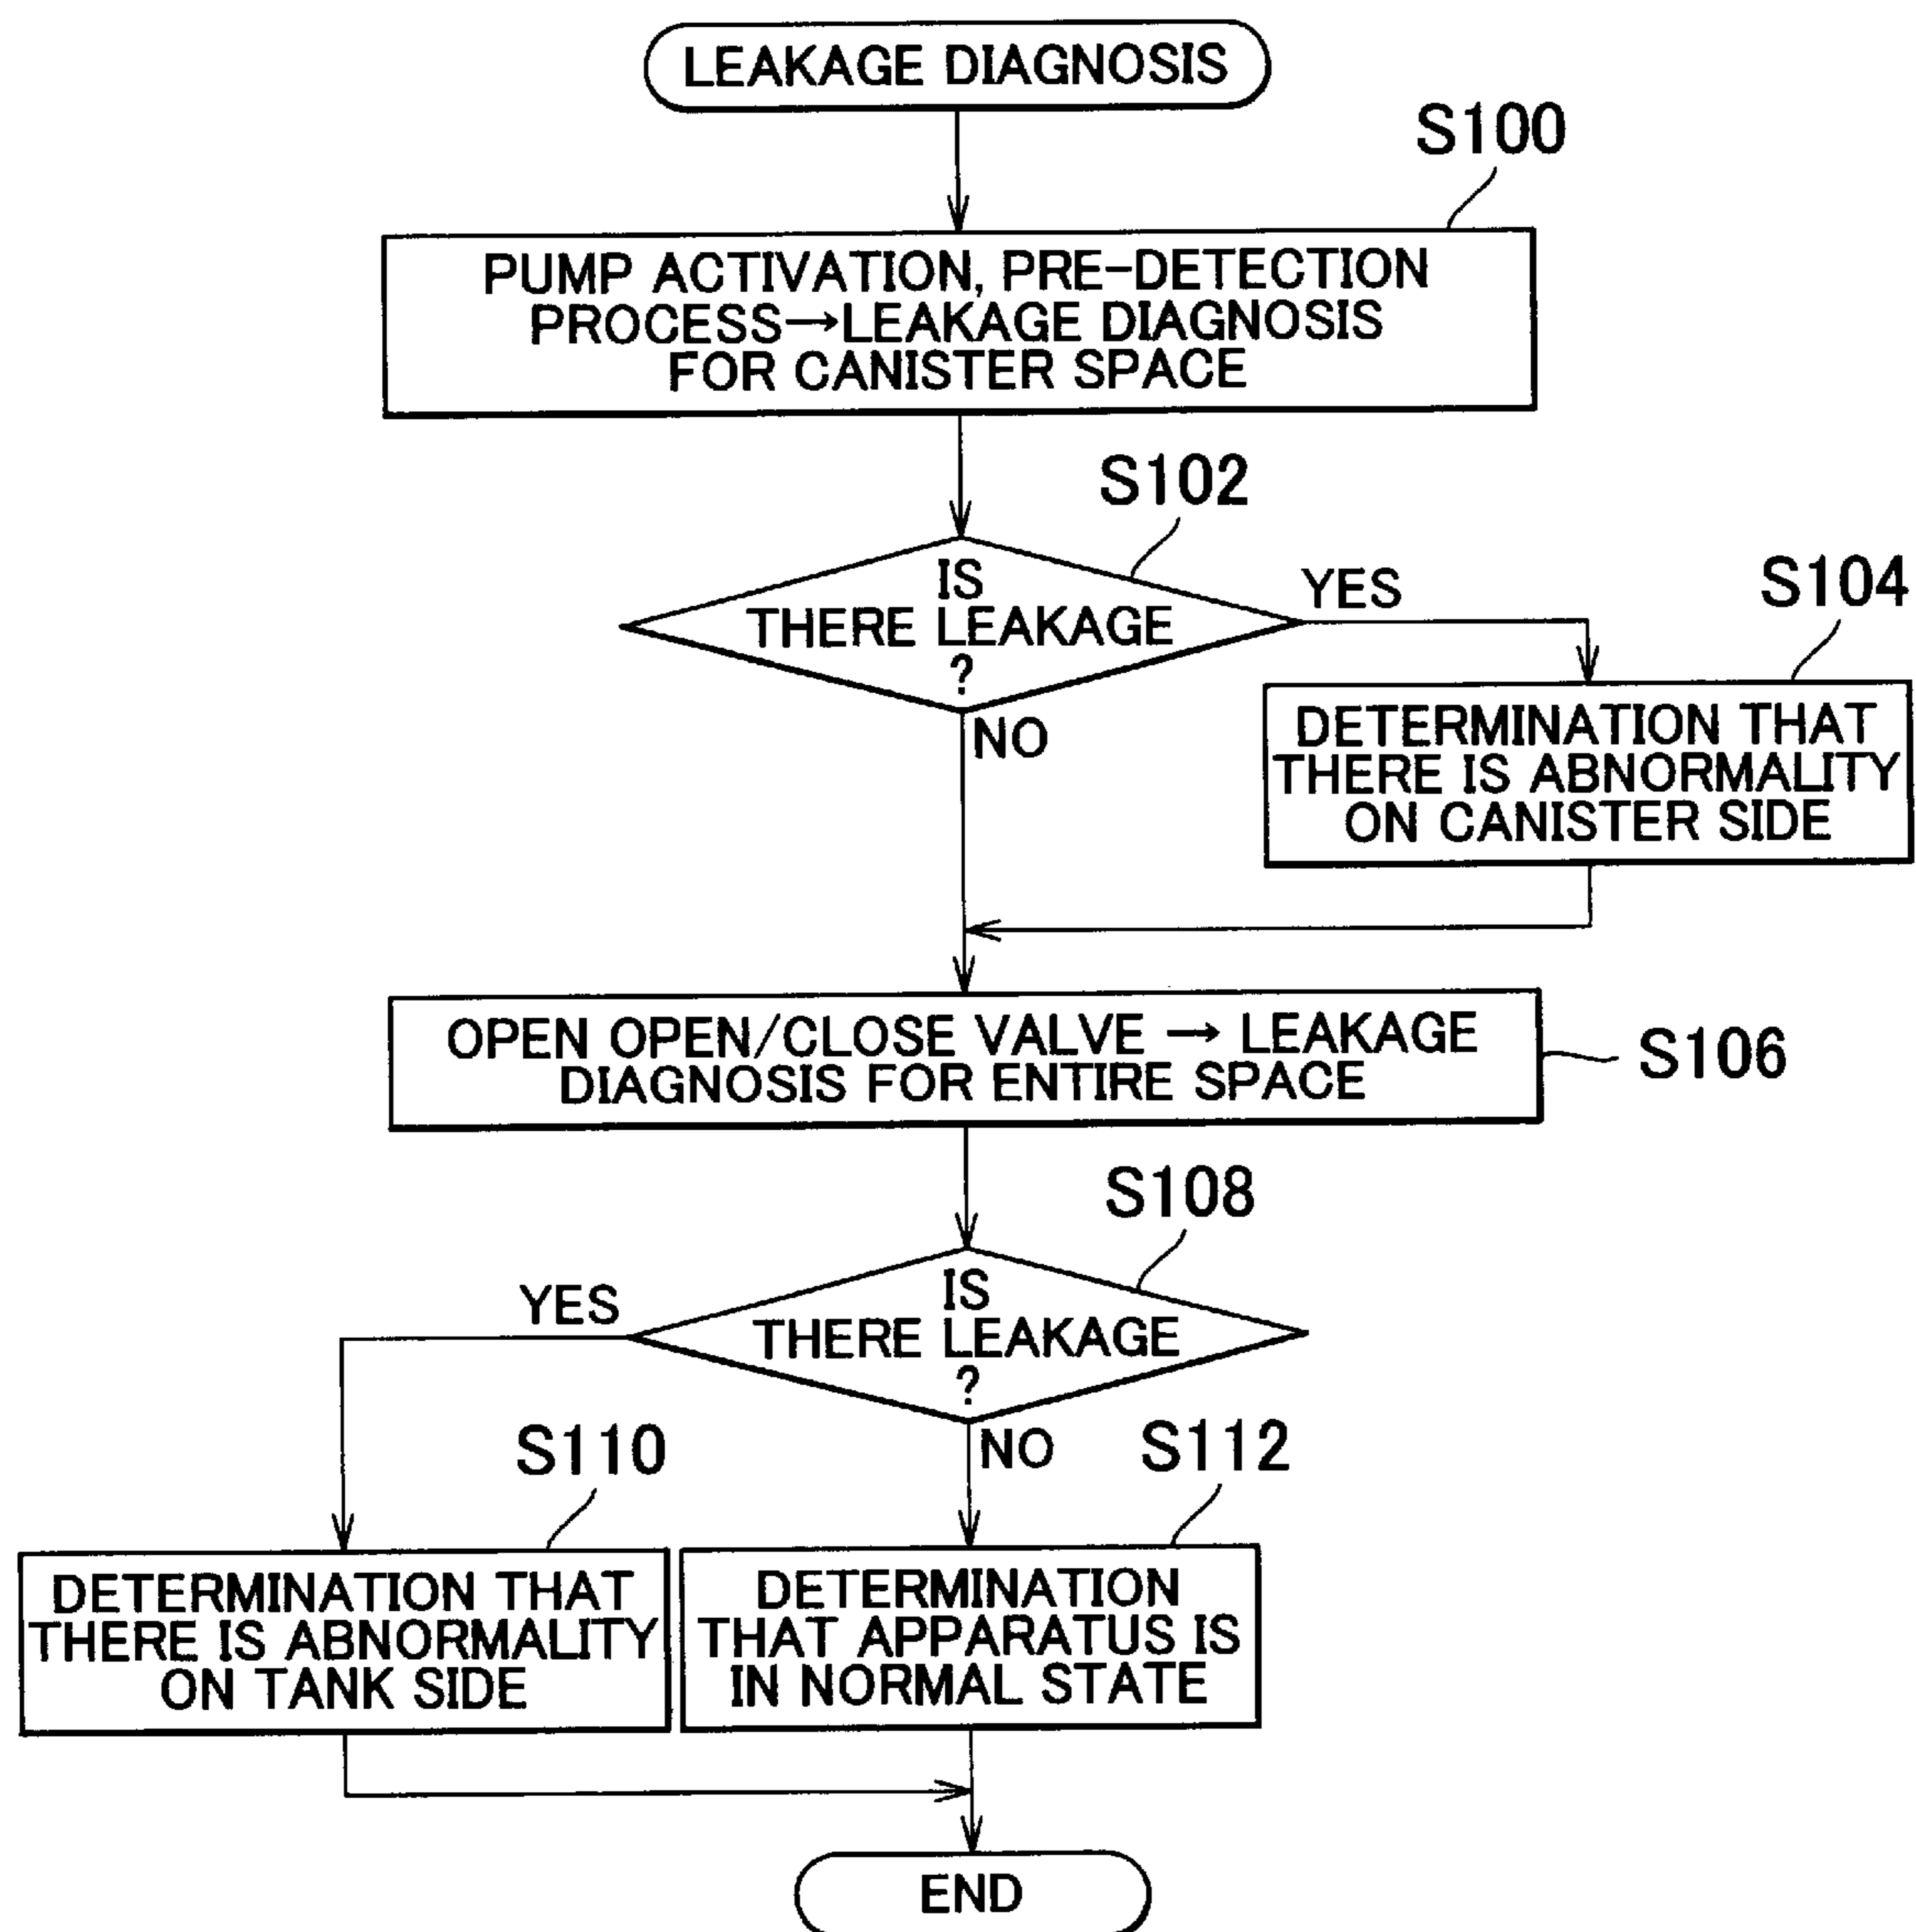 LEAKAGE DIAGNOSIS
S100
PUMP ACTIVATION, PRE-DETECTION
PROCESS→LEAKAGE DIAGNOSIS
FOR CANISTER SPACE
S102
IS
THERE LEAKAGE
?
YES
NO
S104
DETERMINATION THAT
THERE IS ABNORMALITY
ON CANISTER SIDE
OPEN OPEN/CLOSE VALVE → LEAKAGE
DIAGNOSIS FOR ENTIRE SPACE
S106
S108
IS
THERE LEAKAGE
?
YES
NO
S110
DETERMINATION THAT
THERE IS ABNORMALITY
ON TANK SIDE
S112
DETERMINATION
THAT APPARATUS IS
IN NORMAL STATE
END